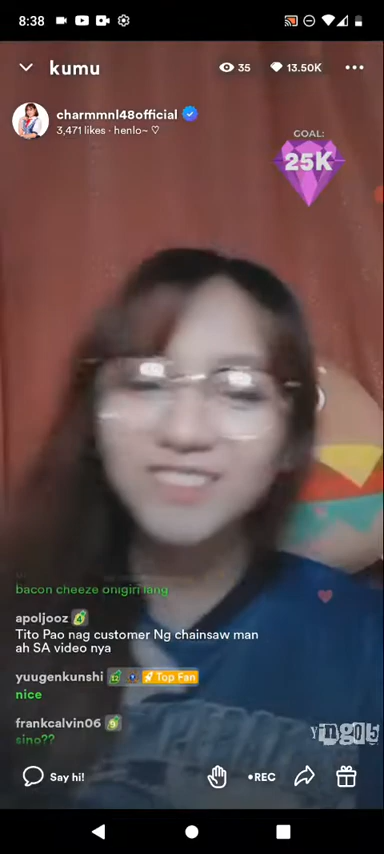 8:38
kumu
35
13.50K
charmmnl48official
3,471 likes · henlo~ ♡
GOAL:
25K
bacon cheeze onigiri lang
apoljooz 4
Tito Pao nag customer Ng chainsaw man
ah SA video nya
yuugenkunshi Top Fan
nice
frankcalvin06
sino??
Say hi!
•REC